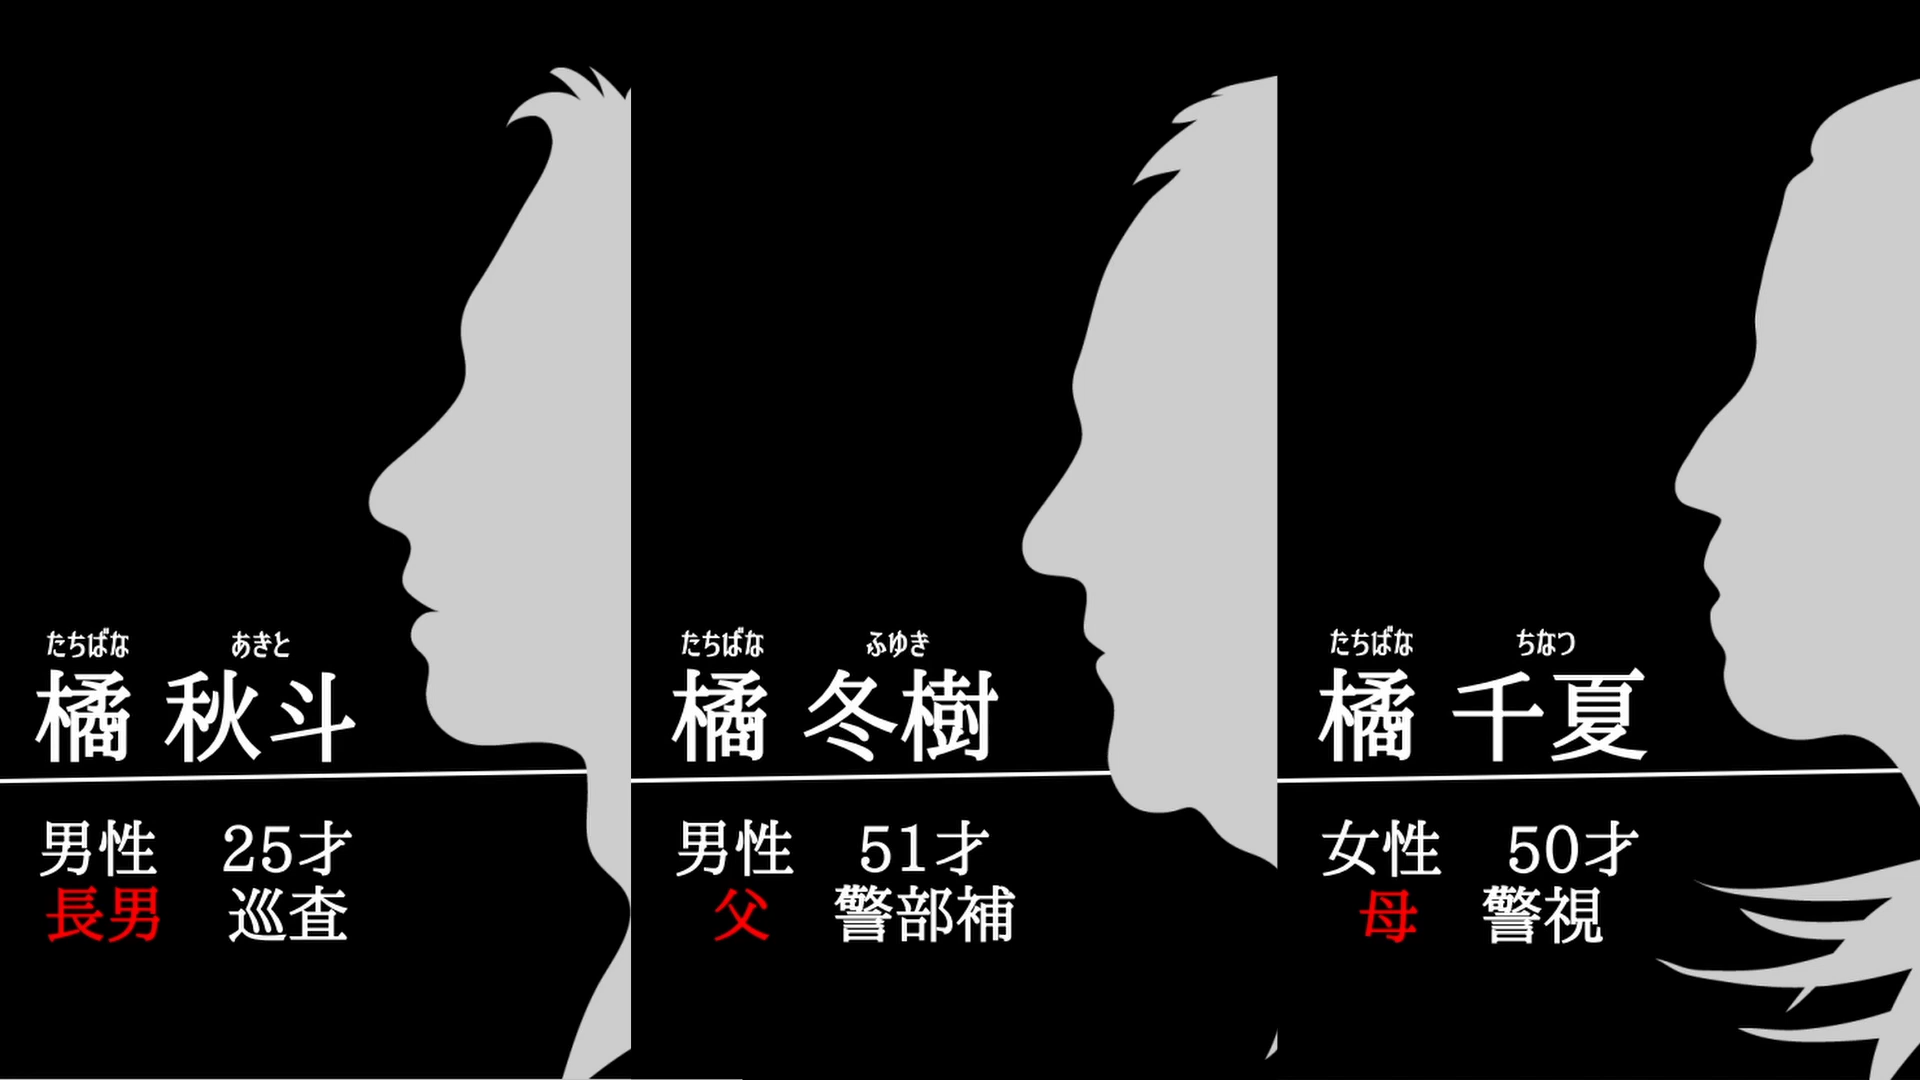 たちばな あきと
橘 秋斗
男性 25才
長男 巡査
たちばな ふゆき
橘 冬樹
男性 51才
父 警部補
たちばな ちなつ
橘 千夏
女性 50才
母 警視